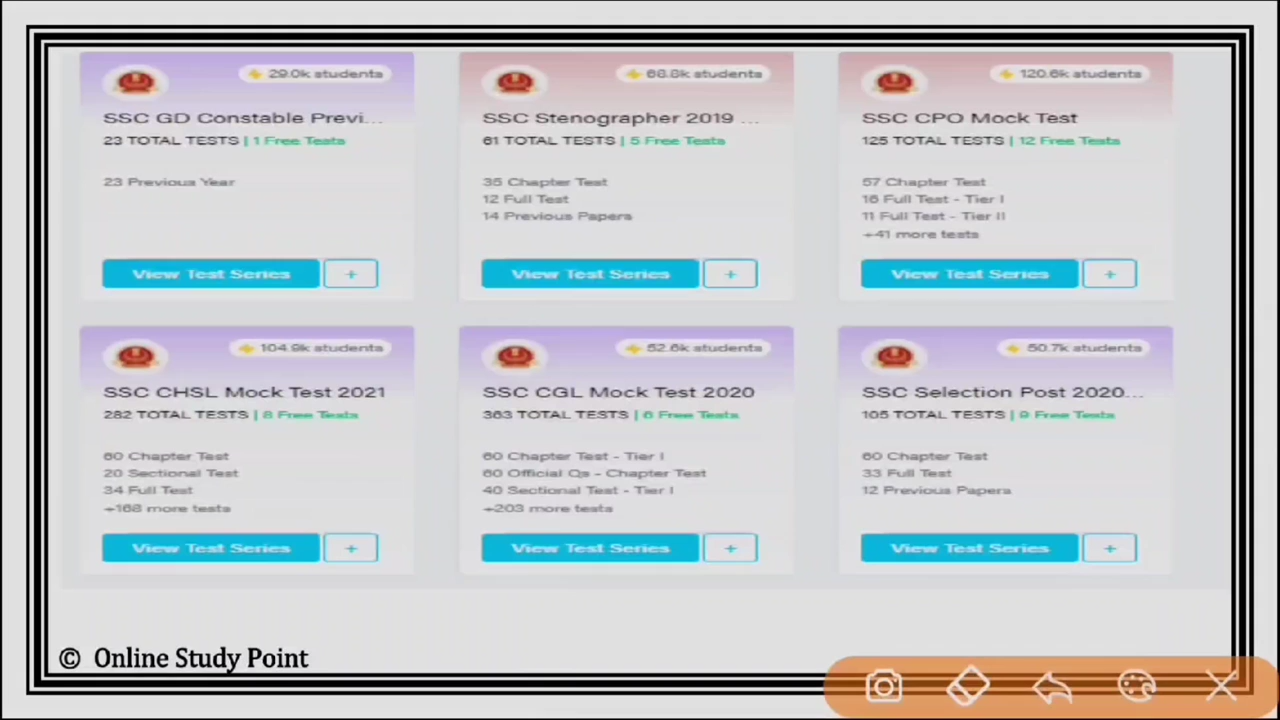 29.0k students
SSC GD Constable Previ...
23 TOTAL TESTS | 1 Free Tests
23 Previous Year
View Test Series +
68.8k students
SSC Stenographer 2019 ...
61 TOTAL TESTS | 5 Free Tests
35 Chapter Test
12 Full Test
14 Previous Papers
View Test Series +
120.6k students
SSC CPO Mock Test
125 TOTAL TESTS | 12 Free Tests
57 Chapter Test
16 Full Test - Tier I
11 Full Test - Tier II
+41 more tests
View Test Series +
104.9k students
SSC CHSL Mock Test 2021
282 TOTAL TESTS | 8 Free Tests
60 Chapter Test
20 Sectional Test
34 Full Test
+168 more tests
View Test Series +
52.6k students
SSC CGL Mock Test 2020
363 TOTAL TESTS | 6 Free Tests
60 Chapter Test - Tier I
60 Official Qs - Chapter Test
40 Sectional Test - Tier I
+203 more tests
View Test Series +
50.7k students
SSC Selection Post 2020...
105 TOTAL TESTS | 9 Free Tests
60 Chapter Test
33 Full Test
12 Previous Papers
View Test Series +
© Online Study Point